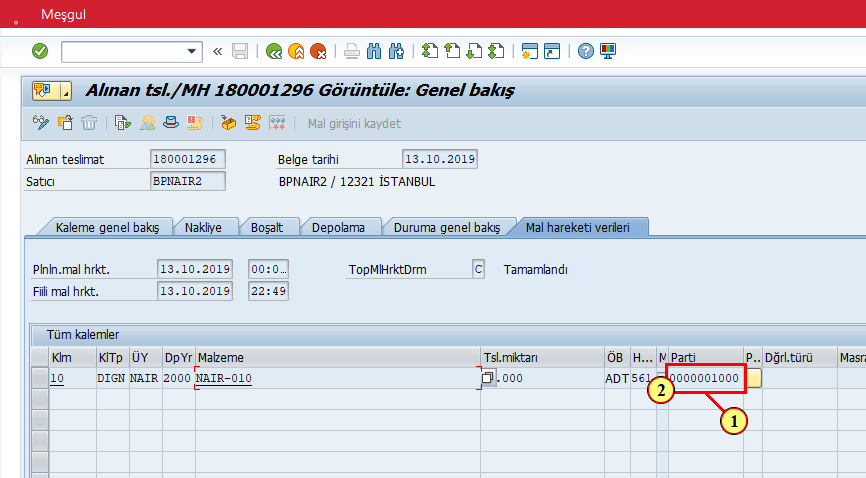 Meşgul
Alınan tsl./MH 180001296 Görüntüle: Genel bakış
Mal girişini kaydet
Alınan teslimat 180001296 Belge tarihi 13.10.2019
Satıcı BPNAIR2 BPNAIR2 / 12321 İSTANBUL
Kaleme genel bakış Nakliye Boşalt Depolama Duruma genel bakış Mal hareketi verileri
Plnln.mal hrkt. 13.10.2019 00:0… TopMlHrktDrm C Tamamlandı
Fiili mal hrkt. 13.10.2019 22:49
Tüm kalemler
Klm KlTp ÜY DpYr Malzeme Tsl.miktarı ÖB H... M Parti P.. Dğrl.türü Masra
10 DIGN NAIR 2000 NAIR-010 .000 ADT 561 2 0000001000
1